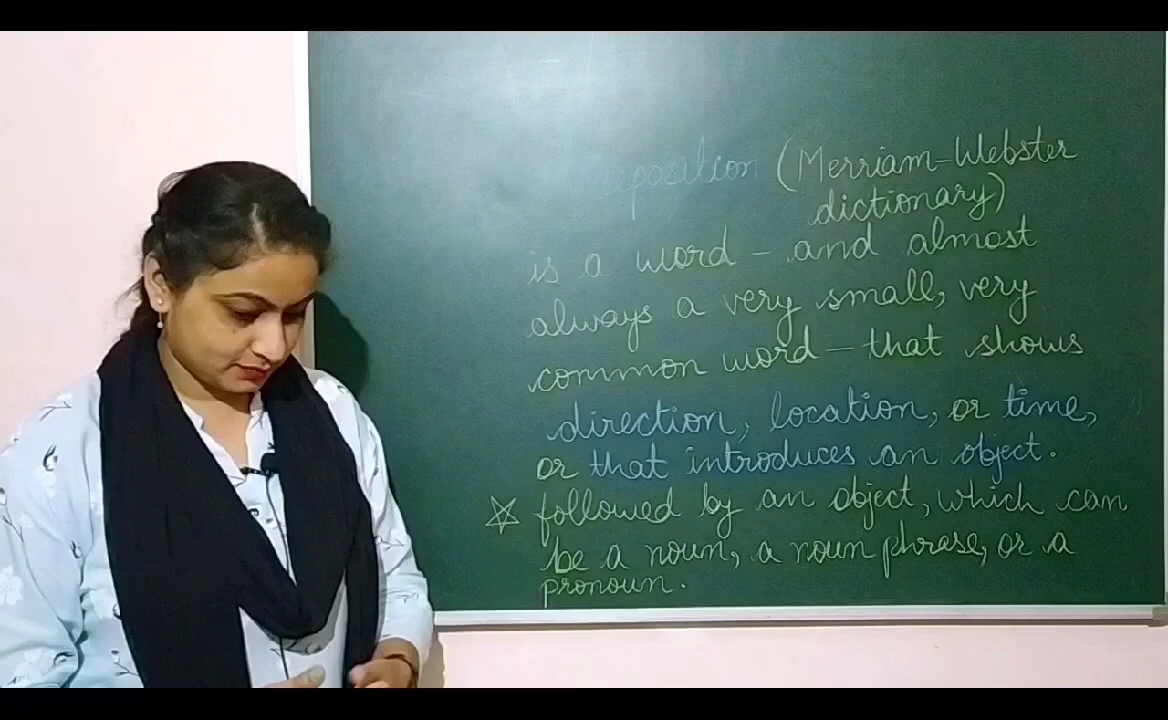 position (Merriam-Webster
dictionary)
is a word - and almost
always a very small, very
common word - that shows
direction, location, or time,
or that introduces an object.
☆ followed by an object, which can
be a noun, a noun phrase, or a
pronoun.